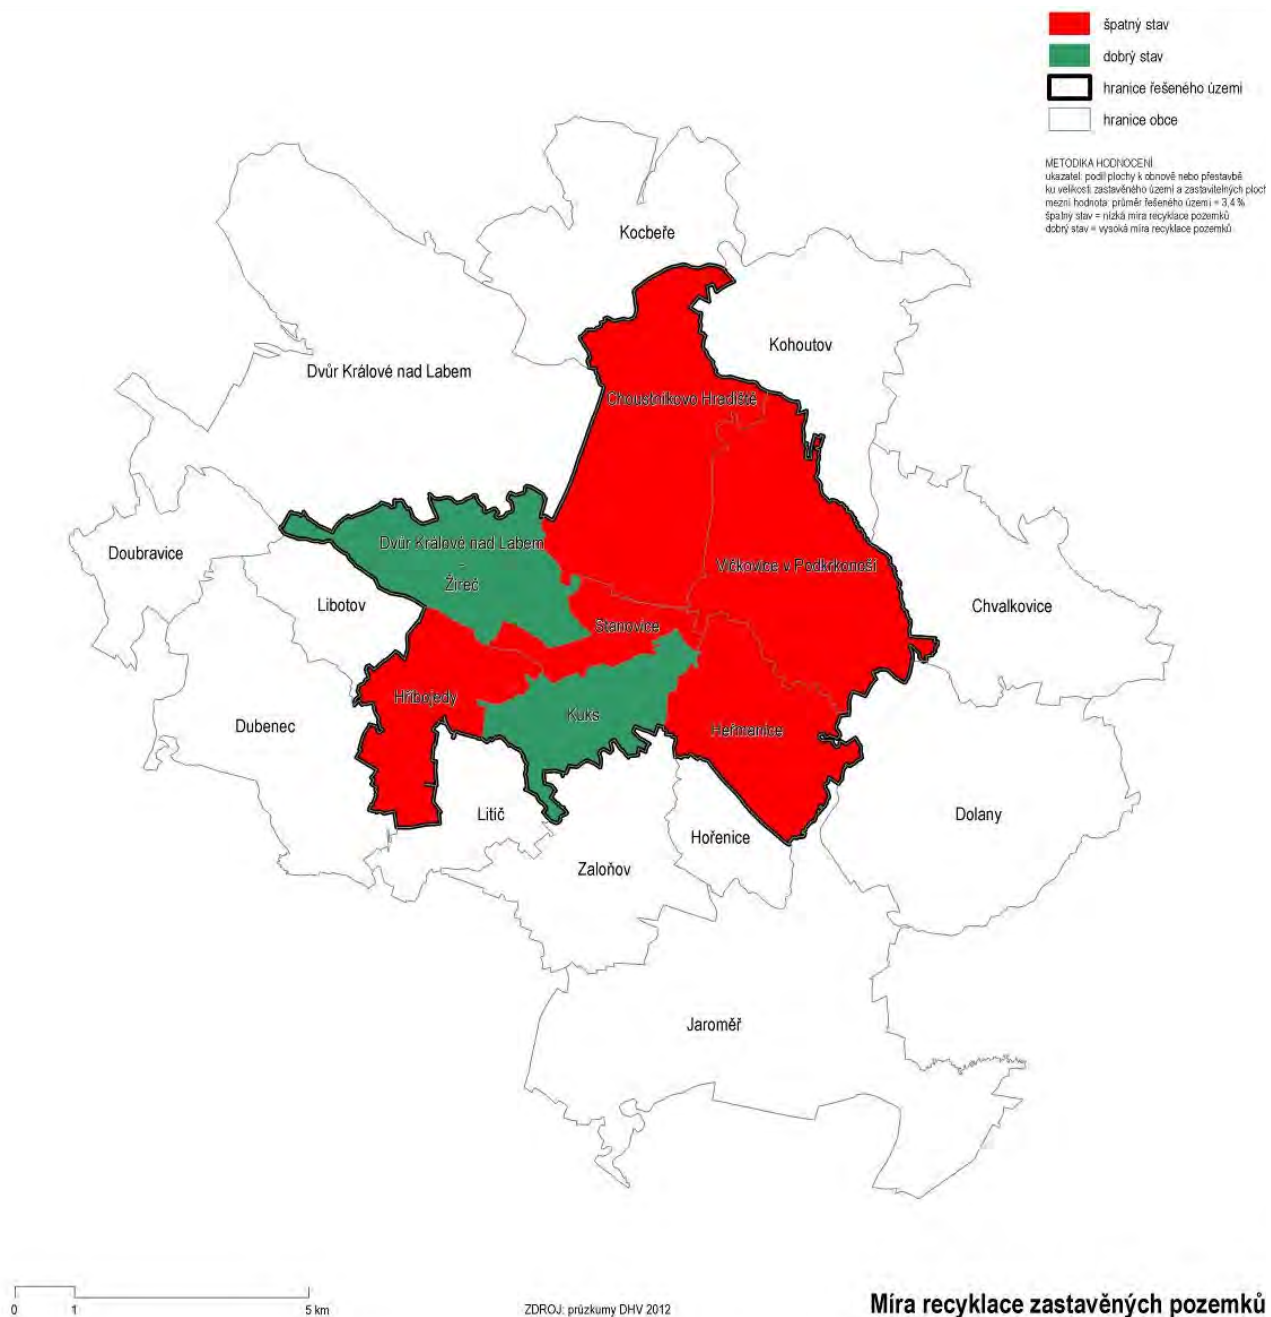 špatný stav
dobrý stav
hranice řešeného území
hranice obce
METODIKA HODNOCENÍ
ukazatel: podíl plochy k obnově nebo přestavbě
ku velikosti zastavěného území a zastavitelných ploch
mezní hodnota: průměr řešeného území = 3,4 %
špatný stav = nízká míra recyklace pozemků
dobrý stav = vysoká míra recyklace pozemků
Kocbeře
Kohoutov
Dvůr Králové nad Labem
Choustníkovo Hradiště
Dvůr Králové nad Labem
-
Žireč
Doubravice
Vlčkovice v Podkrkonoší
Libotov
Chvalkovice
Stanovice
Hřibojedy
Kuks
Dubenec
Heřmanice
Litič
Dolany
Hořenice
Zaloňov
Jaroměř
0 1 5 km
ZDROJ: průzkumy DHV 2012
Míra recyklace zastavěných pozemků